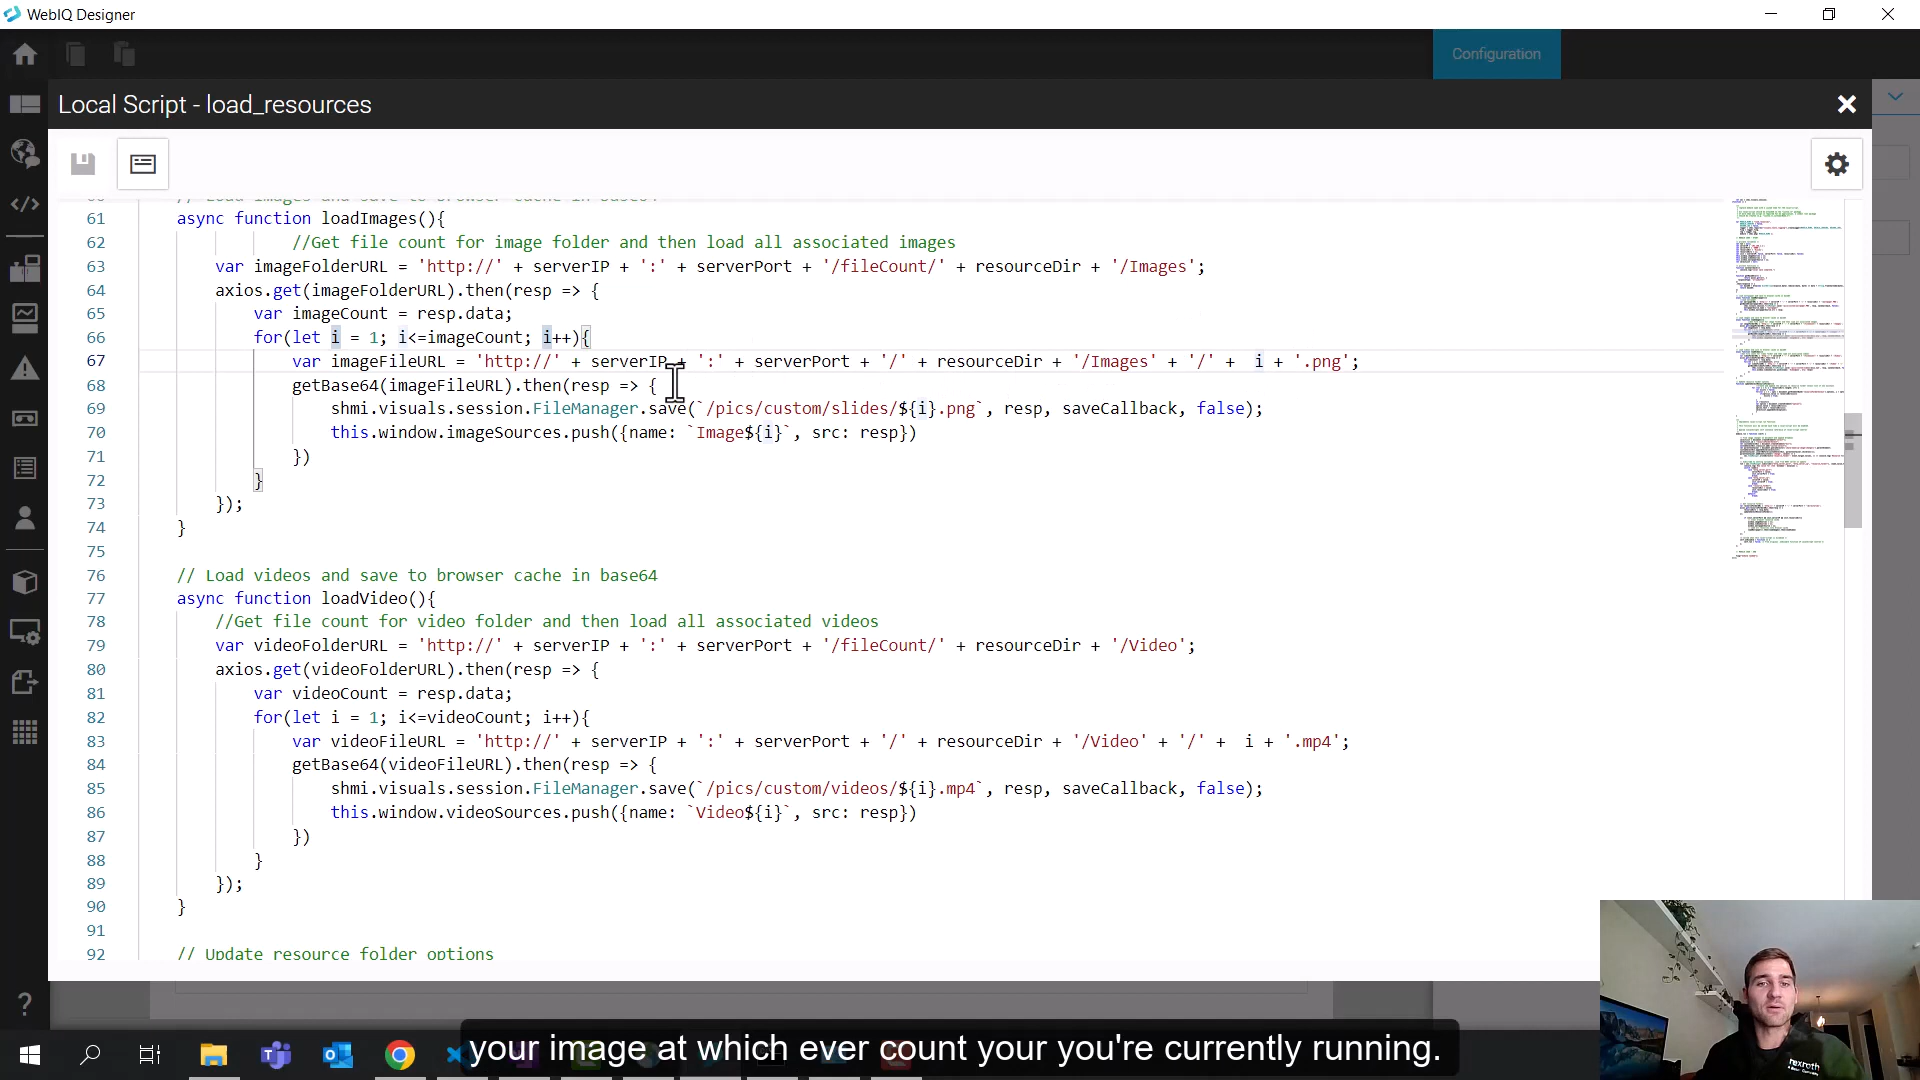 WebIQ Designer
Configuration
Local Script - load_resources
// Load images and save to browser cache in base64
61 async function loadImages(){
62 //Get file count for image folder and then load all associated images
63 var imageFolderURL = 'http://' + serverIP + ':' + serverPort + '/fileCount/' + resourceDir + '/Images';
64 axios.get(imageFolderURL).then(resp => {
65 var imageCount = resp.data;
66 for(let i = 1; i<=imageCount; i++){
67 var imageFileURL = 'http://' + serverIP + ':' + serverPort + '/' + resourceDir + '/Images' + '/' +  i + '.png';
68 getBase64(imageFileURL).then(resp => {
69 shmi.visuals.session.FileManager.save(`/pics/custom/slides/${i}.png`, resp, saveCallback, false);
70 this.window.imageSources.push({name: `Image${i}`, src: resp})
71 })
72 }
73 });
74 }
75
76 // Load videos and save to browser cache in base64
77 async function loadVideo(){
78 //Get file count for video folder and then load all associated videos
79 var videoFolderURL = 'http://' + serverIP + ':' + serverPort + '/fileCount/' + resourceDir + '/Video';
80 axios.get(videoFolderURL).then(resp => {
81 var videoCount = resp.data;
82 for(let i = 1; i<=videoCount; i++){
83 var videoFileURL = 'http://' + serverIP + ':' + serverPort + '/' + resourceDir + '/Video' + '/' +  i + '.mp4';
84 getBase64(videoFileURL).then(resp => {
85 shmi.visuals.session.FileManager.save(`/pics/custom/videos/${i}.mp4`, resp, saveCallback, false);
86 this.window.videoSources.push({name: `Video${i}`, src: resp})
87 })
88 }
89 });
90 }
91
92 // Update resource folder options
rexroth
your image at which ever count your you're currently running.